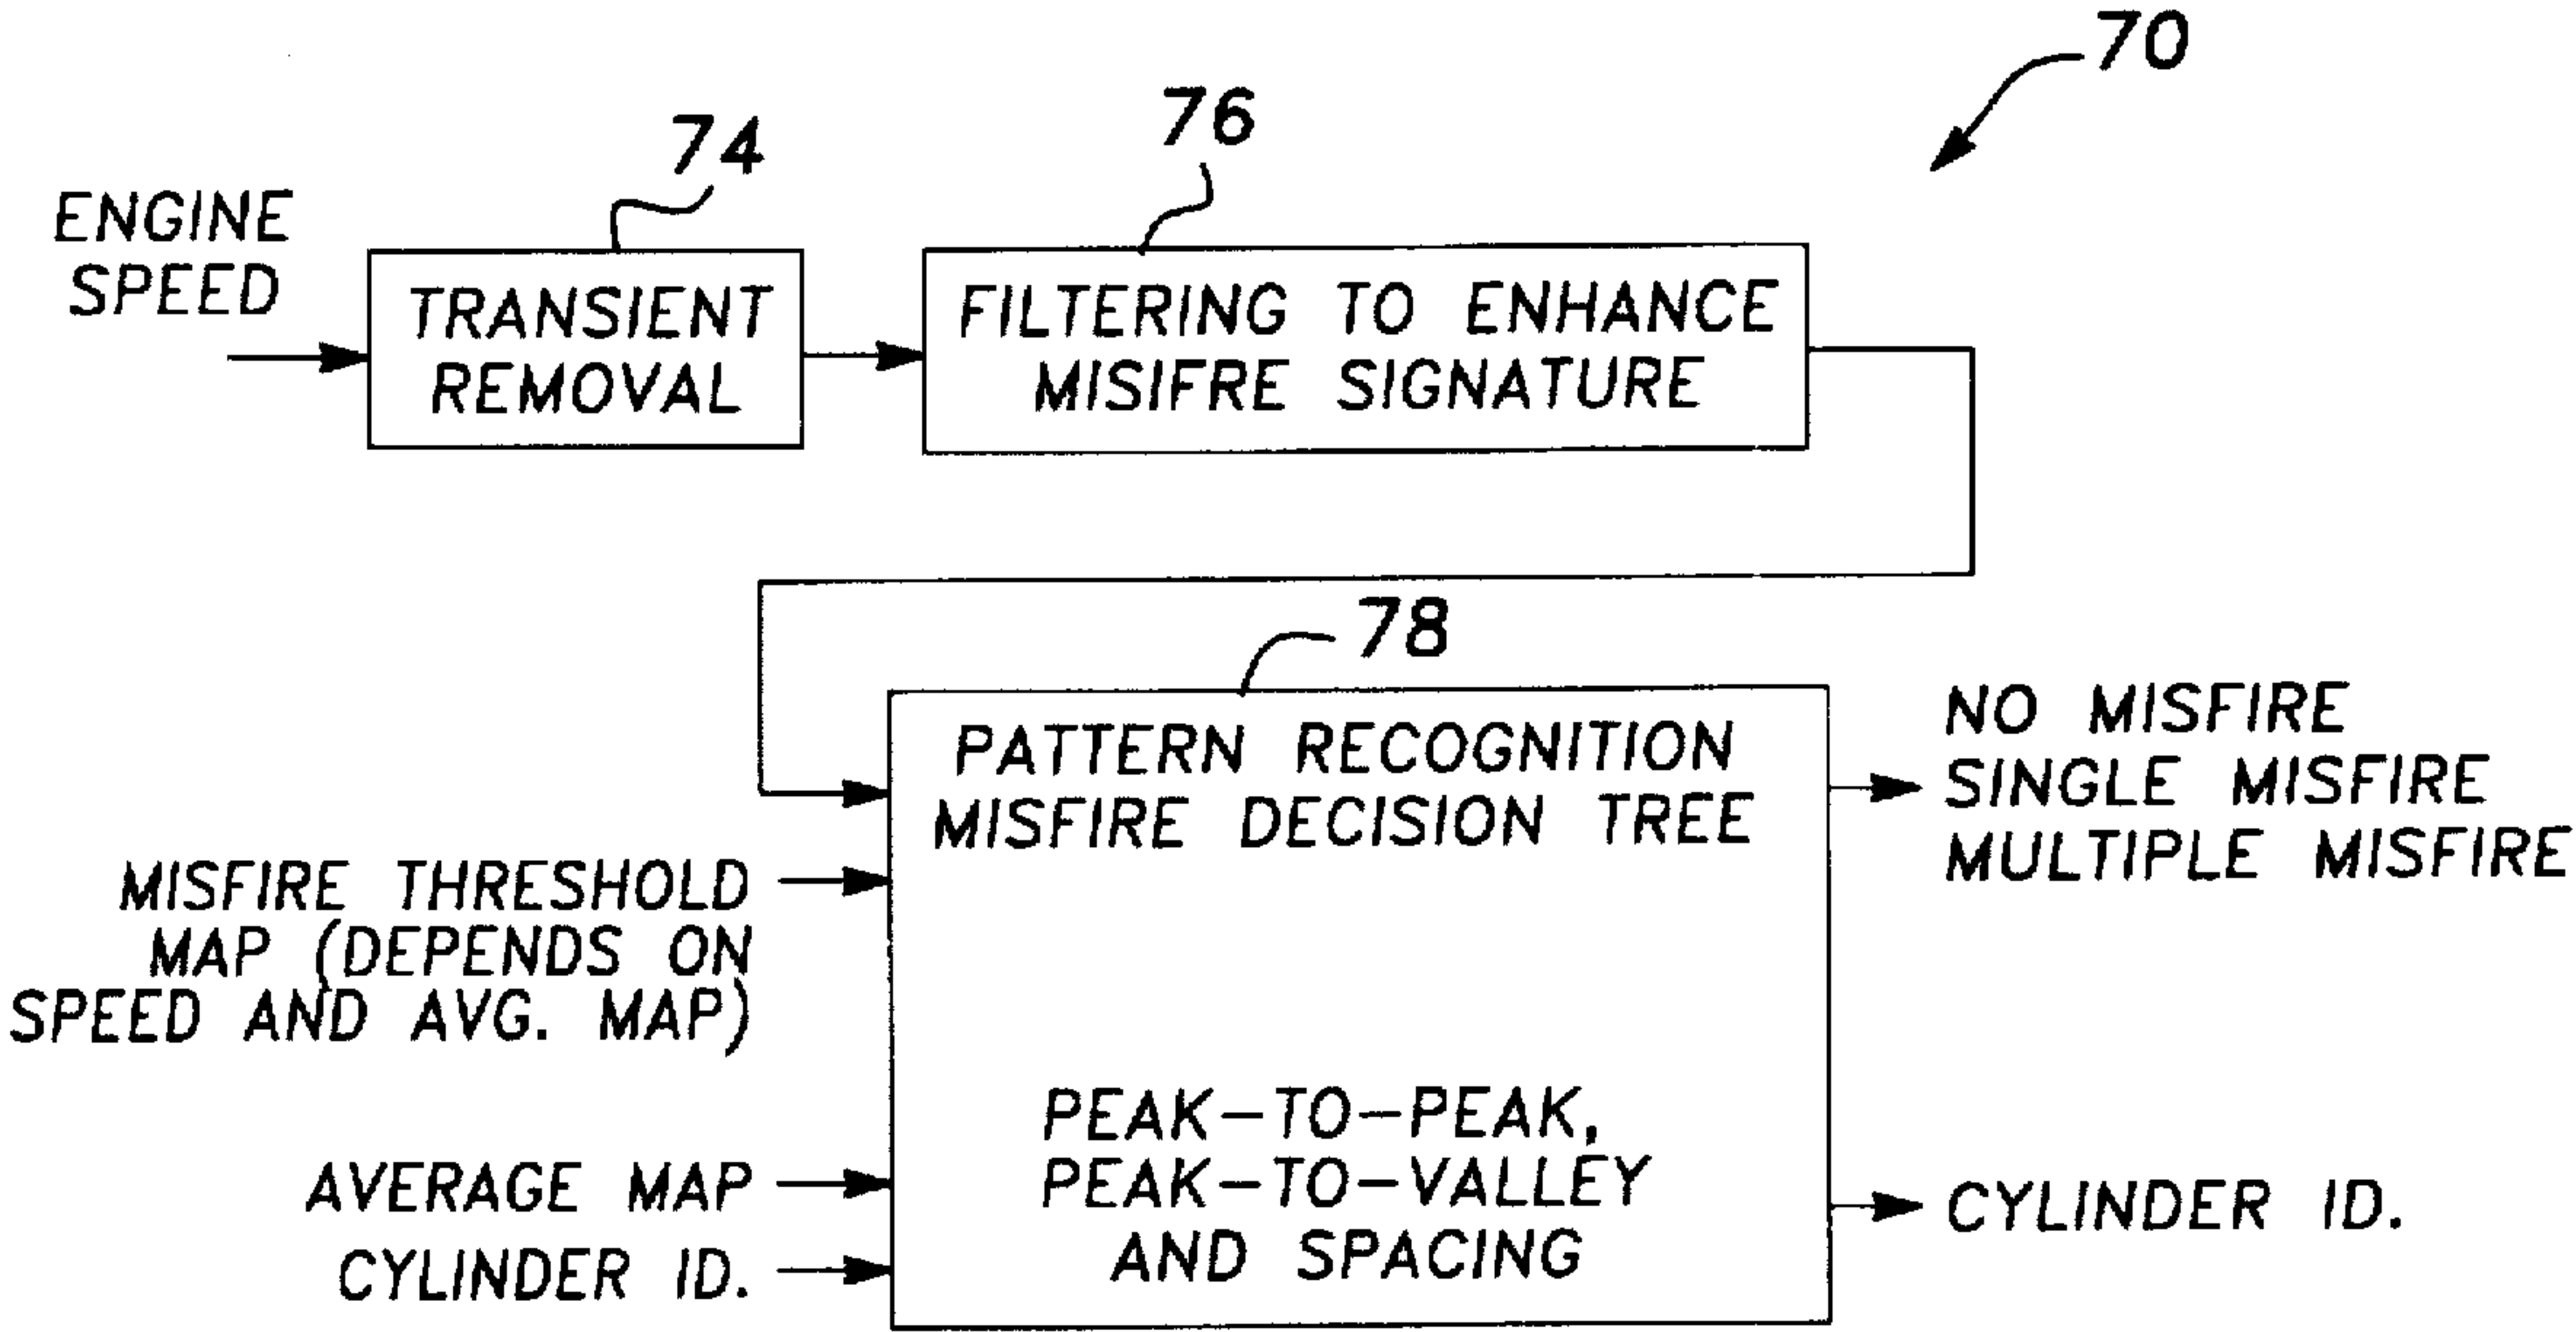 70
76
74
ENGINE
SPEED
TRANSIENT
REMOVAL
FILTERING TO ENHANCE
MISIFRE SIGNATURE
78
PATTERN RECOGNITION
MISFIRE DECISION TREE
NO MISFIRE
SINGLE MISFIRE
MULTIPLE MISFIRE
MISFIRE THRESHOLD
MAP (DEPENDS ON
SPEED AND AVG. MAP)
PEAK-TO-PEAK,
PEAK-TO-VALLEY
AND SPACING
AVERAGE MAP
CYLINDER ID.
CYLINDER ID.